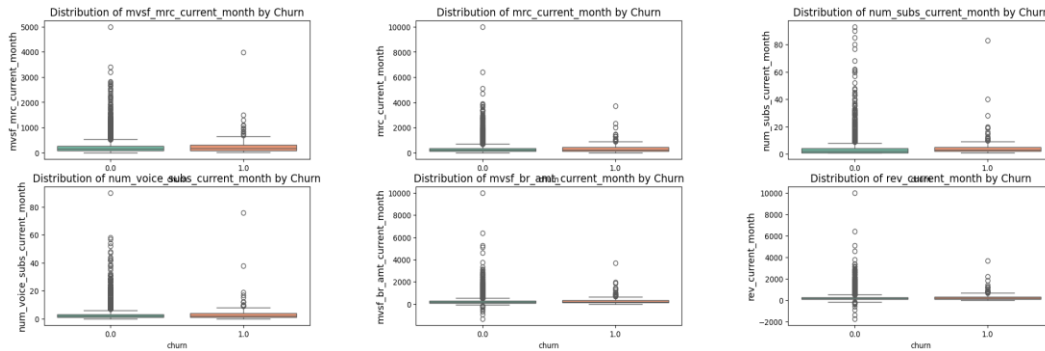 Distribution of mvsf_mrc_current_month by Churn
mvsf_mrc_current_month
5000
4000
3000
2000
1000
0
0.0
1.0
Distribution of mrc_current_month by Churn
mrc_current_month
10000
8000
6000
4000
2000
0
0.0
1.0
churn
Distribution of num_subs_current_month by Churn
num_subs_current_month
80
60
40
20
0
0.0
1.0
Distribution of num_voice_subs_current_month by Churn
num_voice_subs_current_month
80
60
40
20
0
0.0
1.0
churn
Distribution of mvsf_br_amt_current_month by Churn
mvsf_br_amt_current_month
10000
8000
6000
4000
2000
0
0.0
1.0
churn
Distribution of rev_current_month by Churn
rev_current_month
10000
8000
6000
4000
2000
0
−2000
0.0
1.0
churn